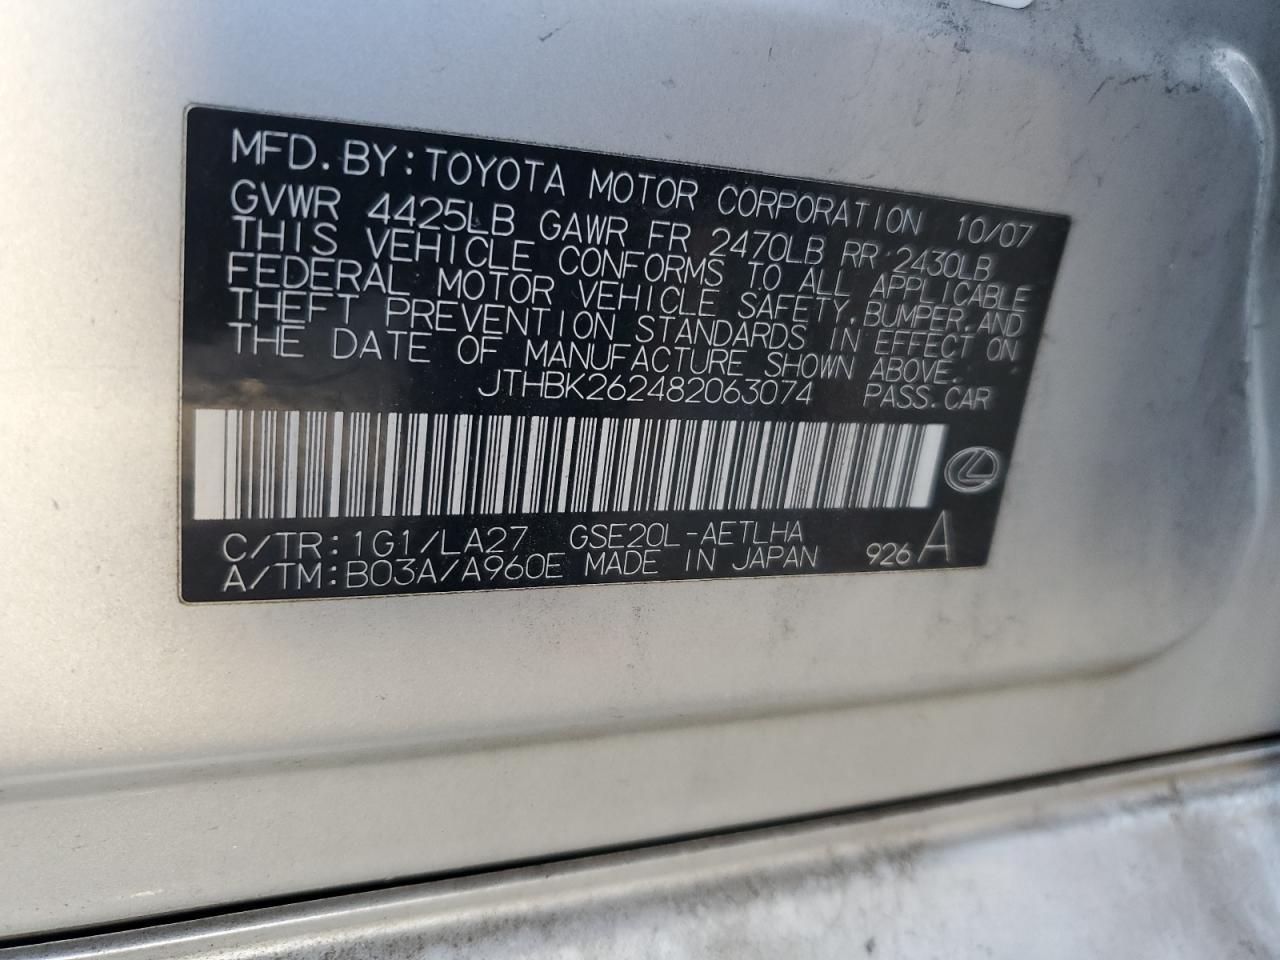 MFD.BY:TOYOTA MOTOR CORPORATION 10/07
GVWR 4425LB GAWR FR 2470LB RR 2430LB
THIS VEHICLE CONFORMS TO ALL APPLICABLE
FEDERAL MOTOR VEHICLE SAFETY,BUMPER,AND
THEFT PREVENTION STANDARDS IN EFFECT ON
THE DATE OF MANUFACTURE SHOWN ABOVE.
JTHBK262482063074 PASS.CAR
C/TR:1G1/LA27 GSE20L-AETLHA
A/TM:B03A/A960E MADE IN JAPAN 926 A